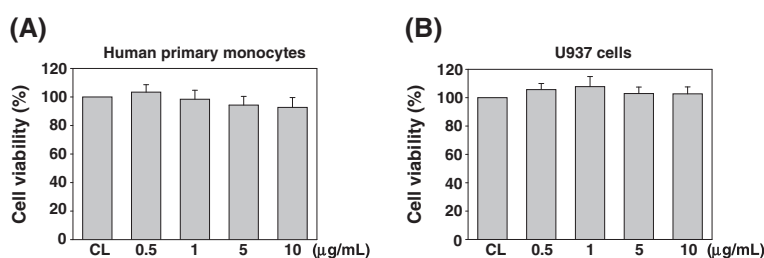 (A)
Human primary monocytes
Cell viability (%)
120
100
80
60
40
20
0
CL 0.5 1 5 10 (μg/mL)
(B)
U937 cells
Cell viability (%)
120
100
80
60
40
20
0
CL 0.5 1 5 10 (μg/mL)